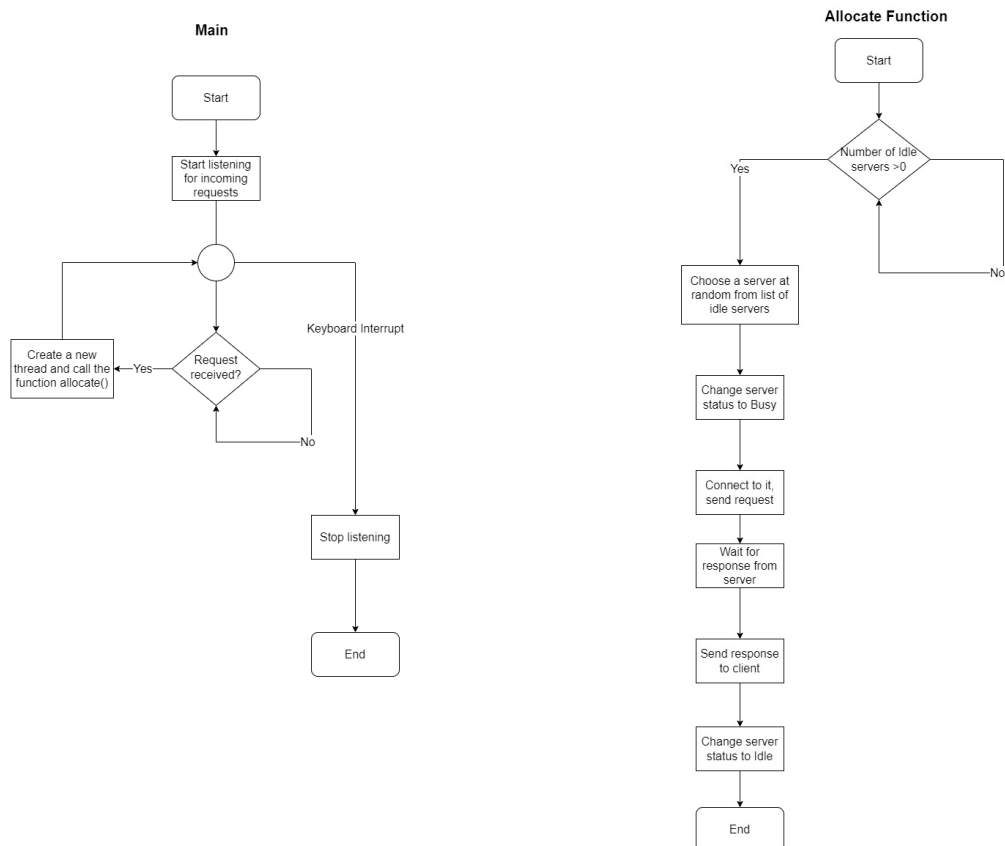 Main
Start
Start listening
for incoming
requests
Keyboard Interrupt
Request
received?
Yes
Create a new
thread and call the
function allocate()
No
Stop listening
End
Allocate Function
Start
Number of Idle
servers >0
Yes
No
Choose a server at
random from list of
idle servers
Change server
status to Busy
Connect to it,
send request
Wait for
response from
server
Send response
to client
Change server
status to Idle
End